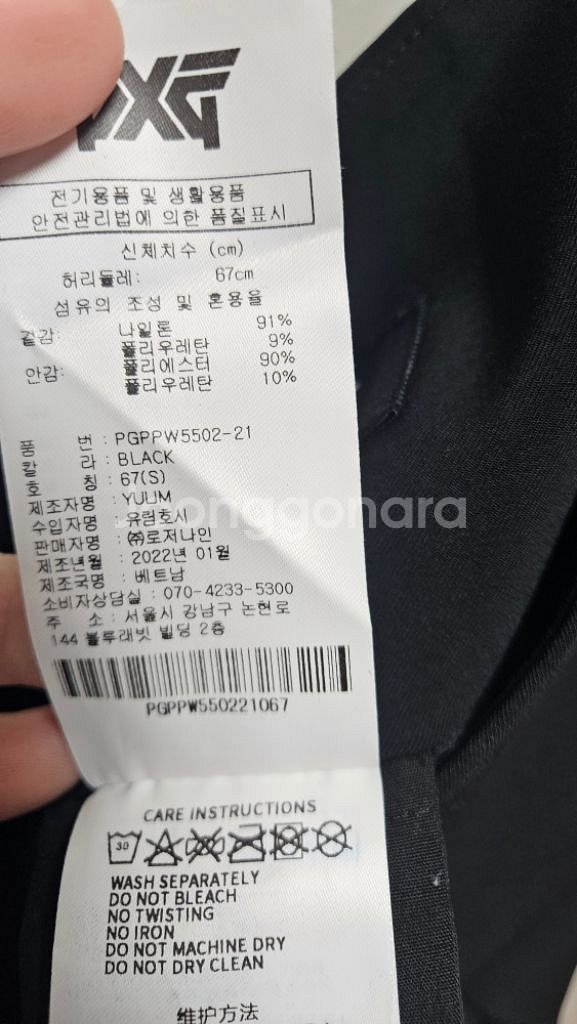 PXG
전기용품 및 생활용품
안전관리법에 의한 품질표시
신체치수 (cm)
허리둘레: 67cm
섬유의 조성 및 혼용율
겉감: 나일론 91%
폴리우레탄 9%
안감: 폴리에스터 90%
폴리우레탄 10%
품 번 : PGPPW5502-21
칼 라 : BLACK
호 칭 : 67(S)
제조자명 : YULIM
수입자명 : 유림호시
판매자명 : ㈜로저나인
제조년월 : 2022년 01월
제조국명 : 베트남
소비자상담실 : 070-4233-5300
주 소 : 서울시 강남구 논현로
144 블루래빗 빌딩 2층
PGPPW550221067
joonggonara
CARE INSTRUCTIONS
30
WASH SEPARATELY
DO NOT BLEACH
NO TWISTING
NO IRON
DO NOT MACHINE DRY
DO NOT DRY CLEAN
维护方法